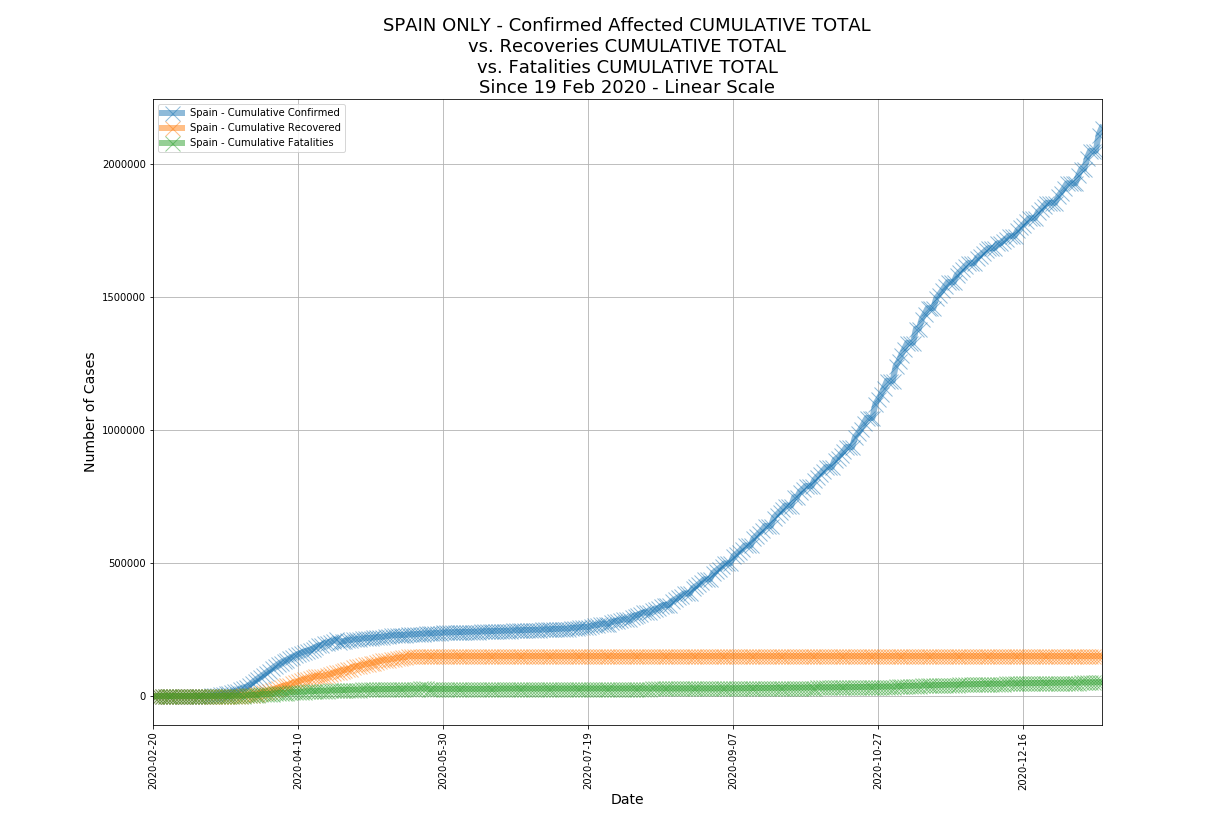 SPAIN ONLY - Confirmed Affected CUMULATIVE TOTAL
vs. Recoveries CUMULATIVE TOTAL
vs. Fatalities CUMULATIVE TOTAL
Since 19 Feb 2020 - Linear Scale
Spain - Cumulative Confirmed
Spain - Cumulative Recovered
Spain - Cumulative Fatalities
Number of Cases
2000000
1500000
1000000
500000
0
2020-02-20
2020-04-10
2020-05-30
2020-07-19
2020-09-07
2020-10-27
2020-12-16
Date